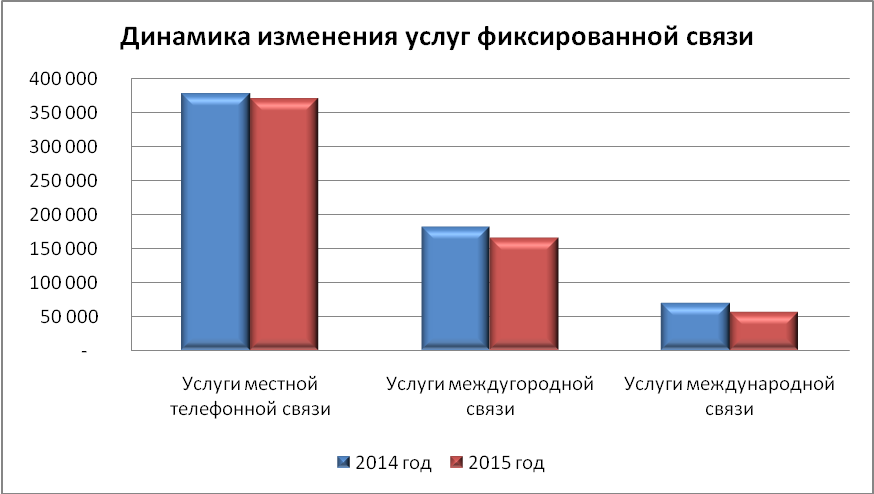 Динамика изменения услуг фиксированной связи
400 000
350 000
300 000
250 000
200 000
150 000
100 000
50 000
-
Услуги местной
телефонной связи
Услуги междугородной
связи
Услуги международной
связи
2014 год
2015 год